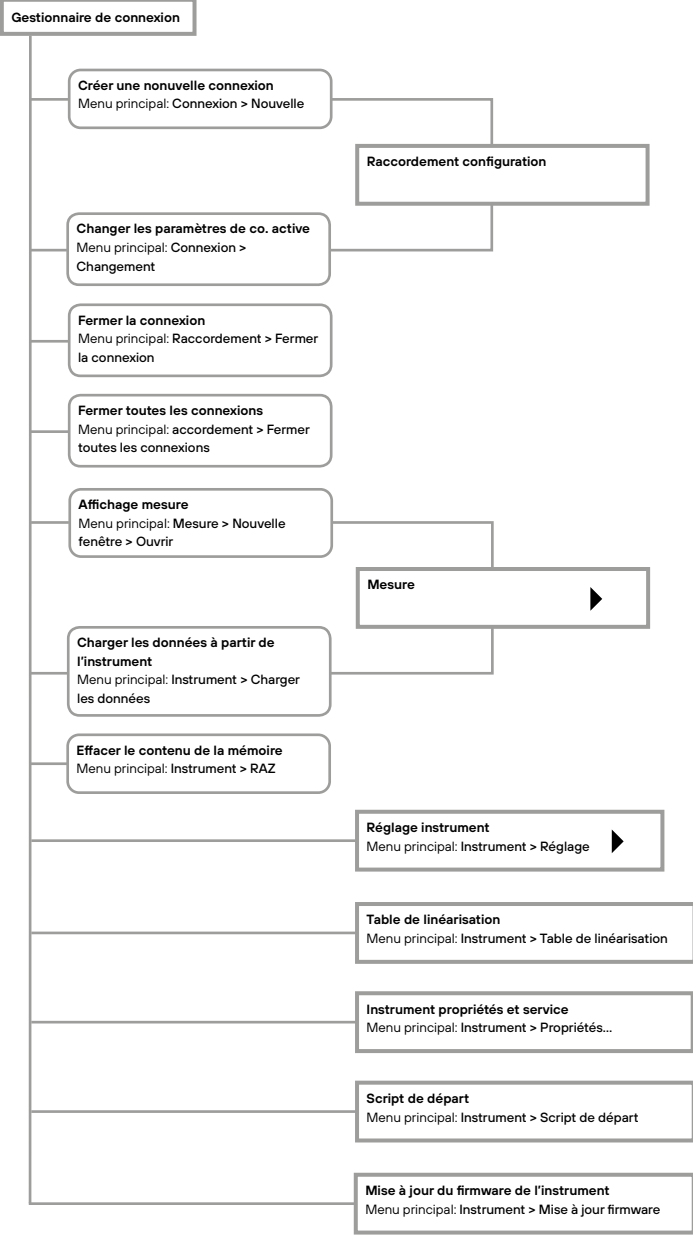 Gestionnaire de connexion
Créer une nonuvelle connexion
Menu principal: Connexion > Nouvelle
Raccordement configuration
Changer les paramètres de co. active
Menu principal: Connexion >
Changement
Fermer la connexion
Menu principal: Raccordement > Fermer
la connexion
Fermer toutes les connexions
Menu principal: accordement > Fermer
toutes les connexions
Affichage mesure
Menu principal: Mesure > Nouvelle
fenêtre > Ouvrir
Mesure
Charger les données à partir de
l'instrument
Menu principal: Instrument > Charger
les données
Effacer le contenu de la mémoire
Menu principal: Instrument > RAZ
Réglage instrument
Menu principal: Instrument > Réglage
Table de linéarisation
Menu principal: Instrument > Table de linéarisation
Instrument propriétés et service
Menu principal: Instrument > Propriétés...
Script de départ
Menu principal: Instrument > Script de départ
Mise à jour du firmware de l'instrument
Menu principal: Instrument > Mise à jour firmware